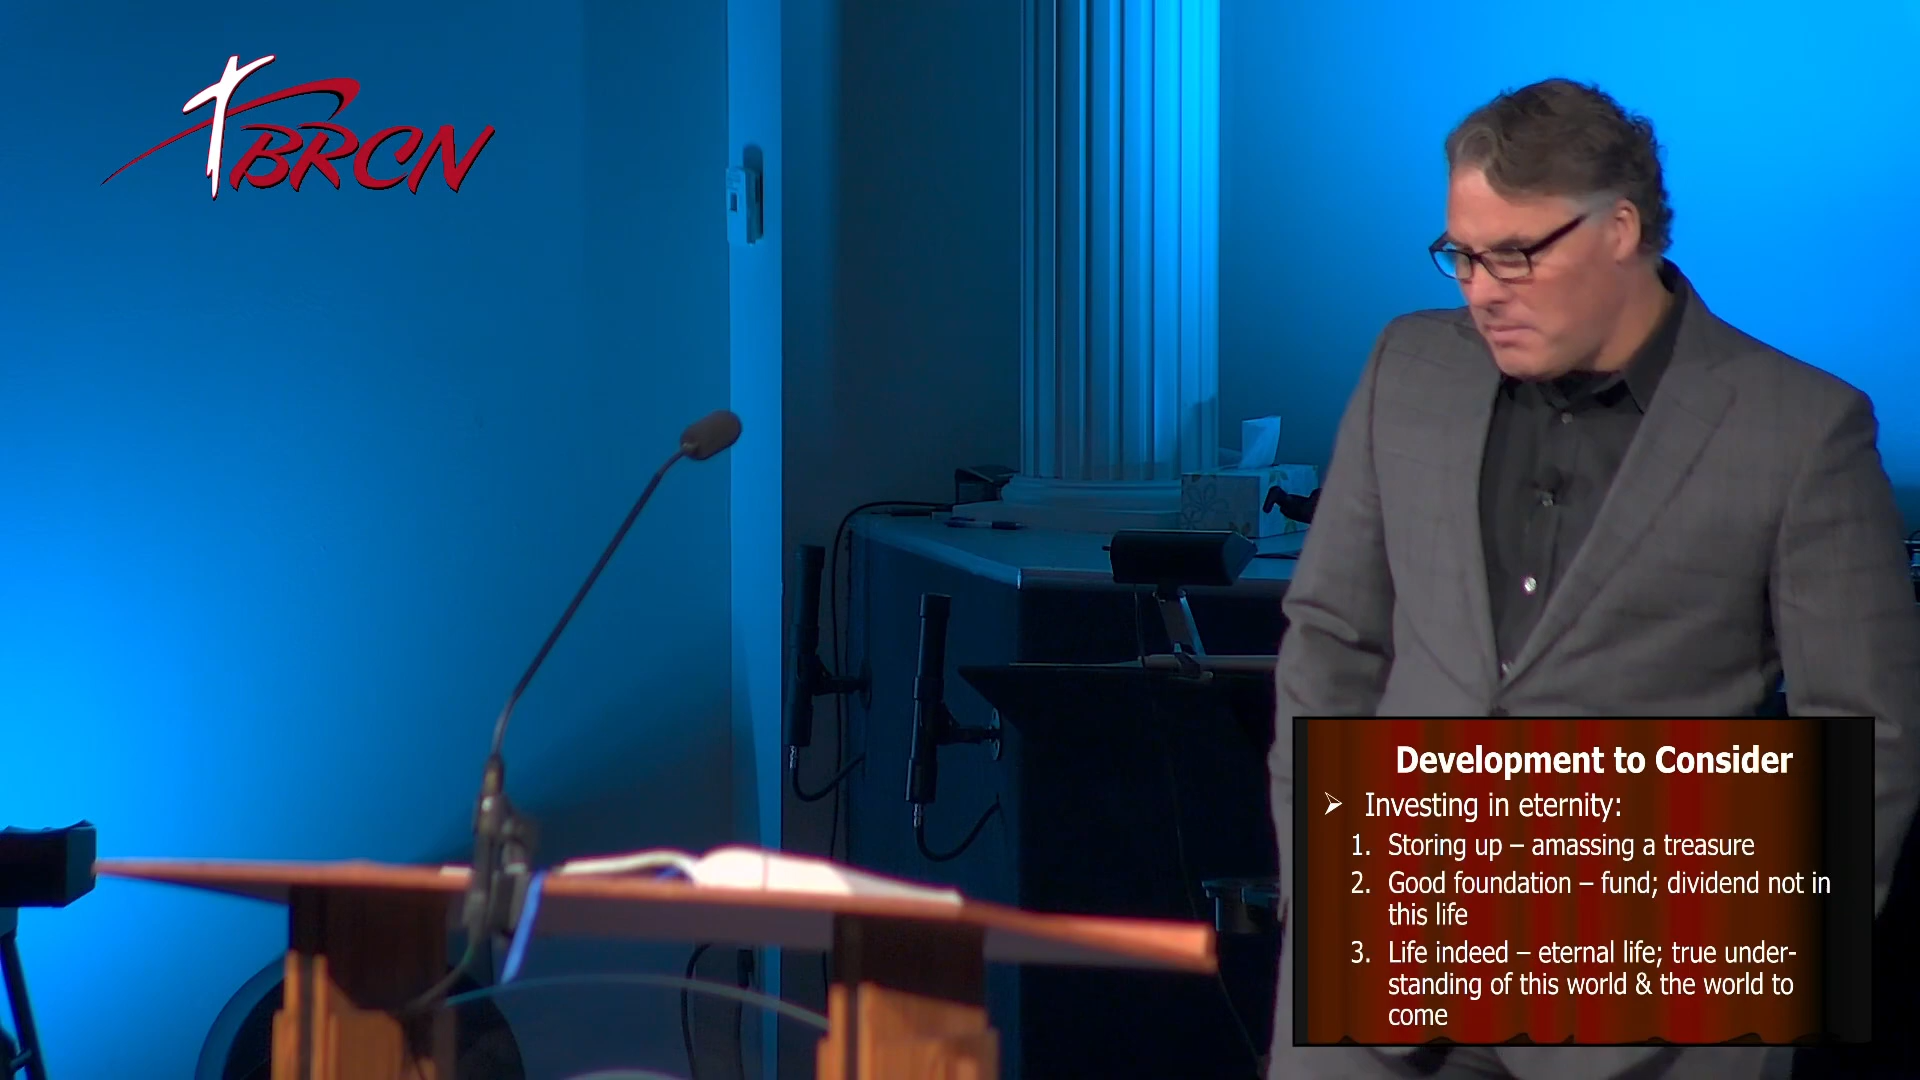 BRCN
Development to Consider
➢ Investing in eternity:
1. Storing up – amassing a treasure
2. Good foundation – fund; dividend not in
this life
3. Life indeed – eternal life; true under-
standing of this world & the world to
come